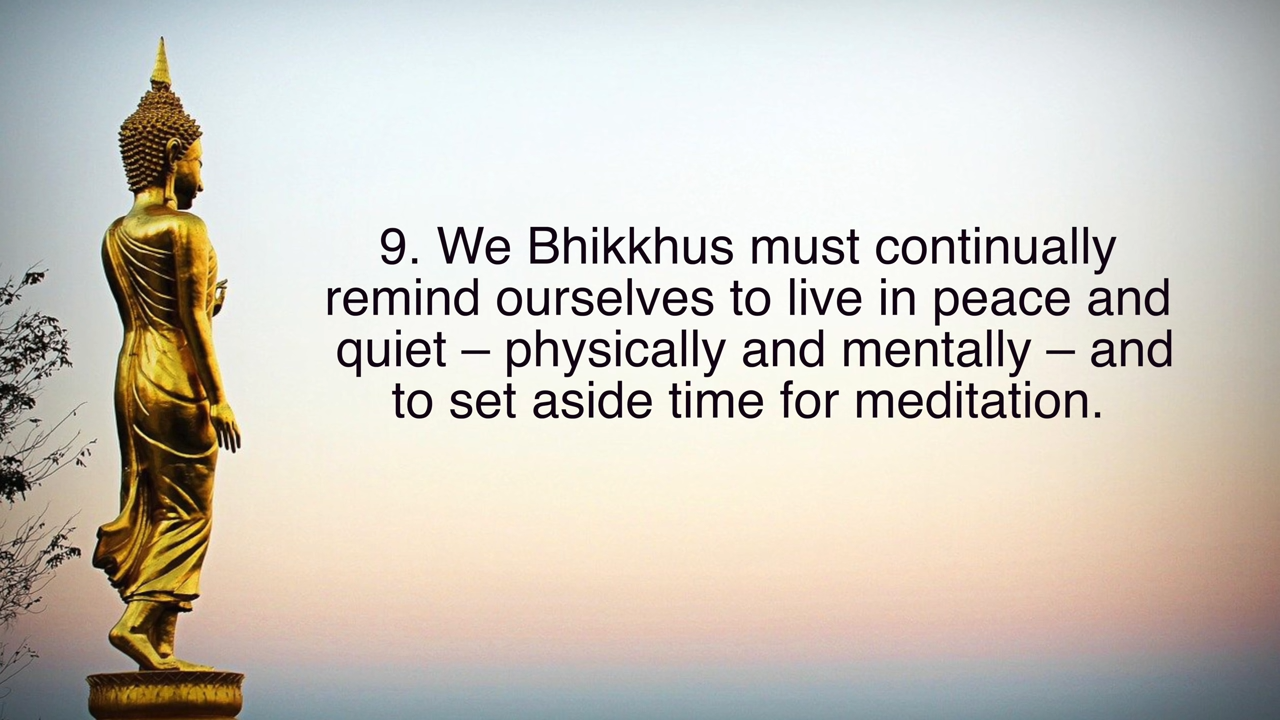 9. We Bhikkhus must continually
remind ourselves to live in peace and
quiet – physically and mentally – and
to set aside time for meditation.